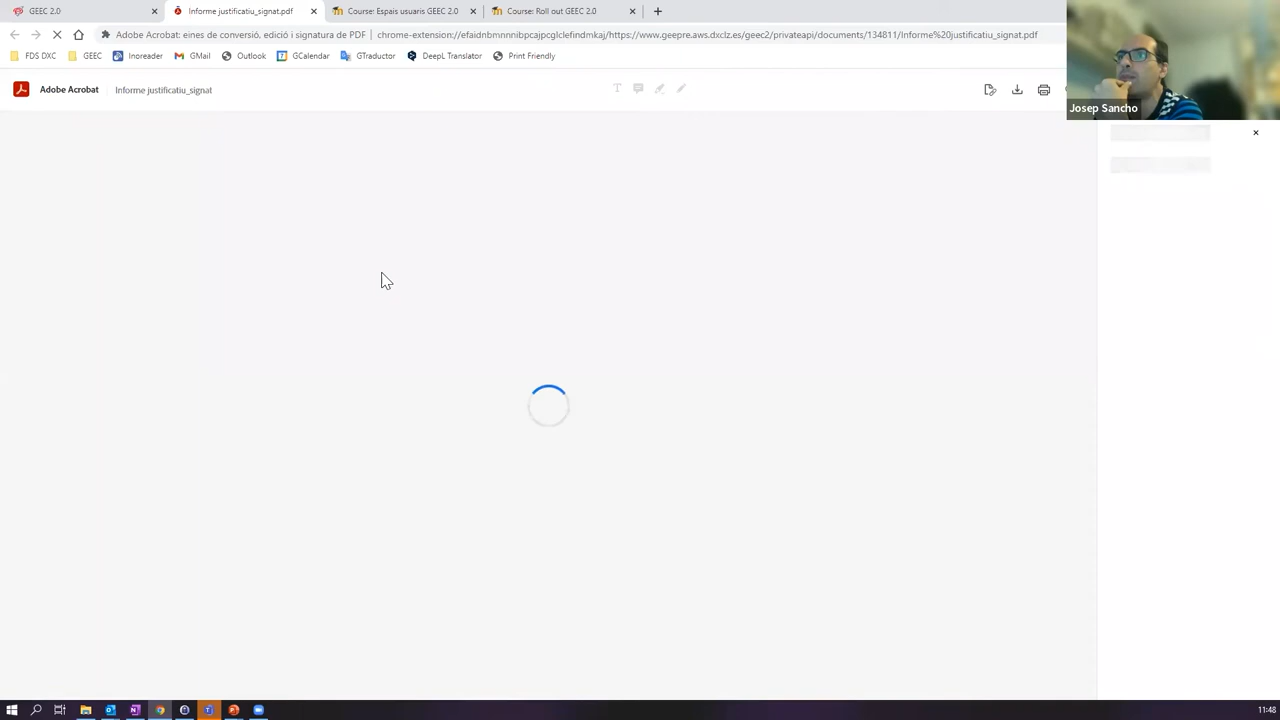 GEEC 2.0
Informe justificatiu_signat.pdf
Course: Espais usuaris GEEC 2.0
Course: Roll out GEEC 2.0
Adobe Acrobat: eines de conversió, edició i signatura de PDF
chrome-extension://efaidnbmnnnibpcajpcglclefindmkaj/https://www.geepre.aws.dxclz.es/geec2/privateapi/documents/134811/Informe%20justificatiu_signat.pdf
FDS DXC
GEEC
Inoreader
GMail
Outlook
GCalendar
GTraductor
DeepL Translator
Print Friendly
Adobe Acrobat
Informe justificatiu_signat
Josep Sancho
11:48